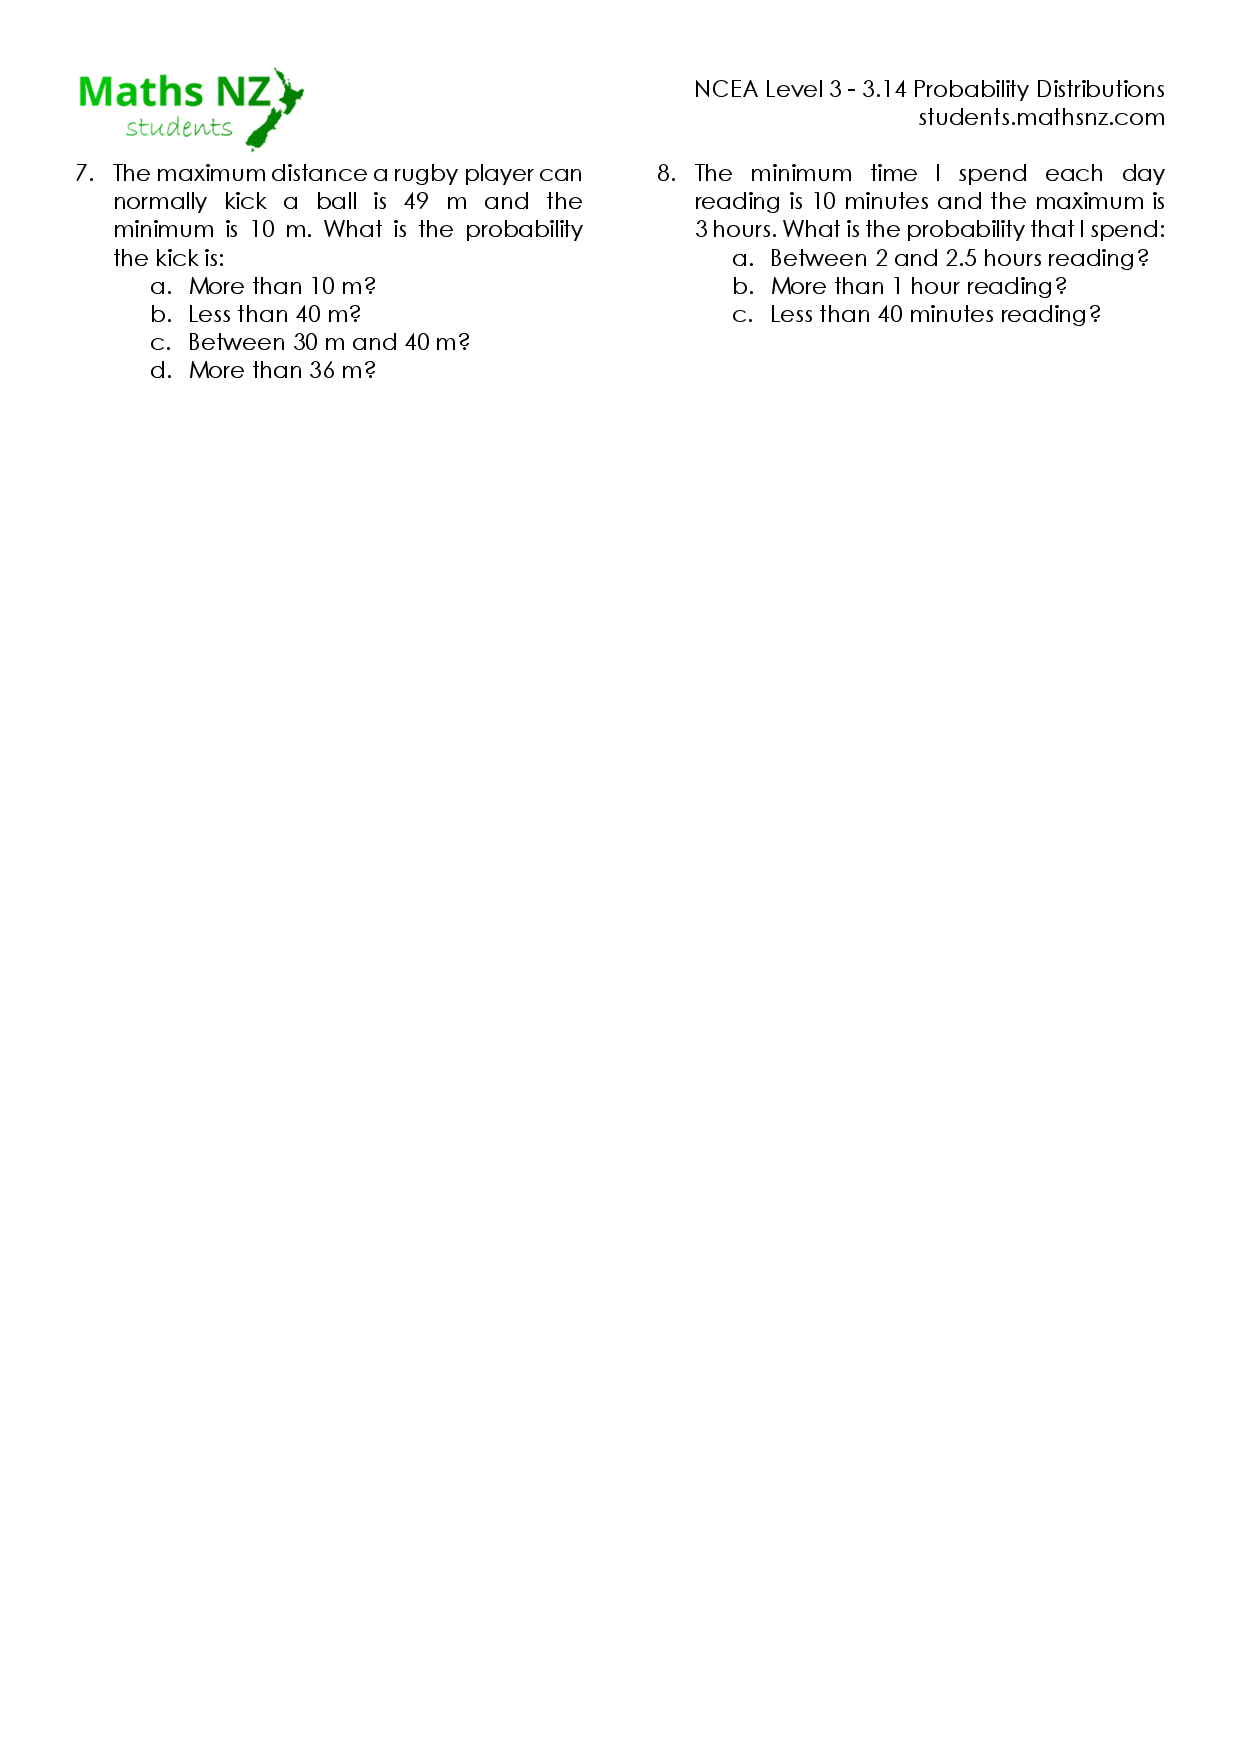 Maths NZ
students
NCEA Level 3 - 3.14 Probability Distributions
students.mathsnz.com
7. The maximum distance a rugby player can
normally kick a ball is 49 m and the
minimum is 10 m. What is the probability
the kick is:
a. More than 10 m?
b. Less than 40 m?
c. Between 30 m and 40 m?
d. More than 36 m?
8. The minimum time I spend each day
reading is 10 minutes and the maximum is
3 hours. What is the probability that I spend:
a. Between 2 and 2.5 hours reading?
b. More than 1 hour reading?
c. Less than 40 minutes reading?